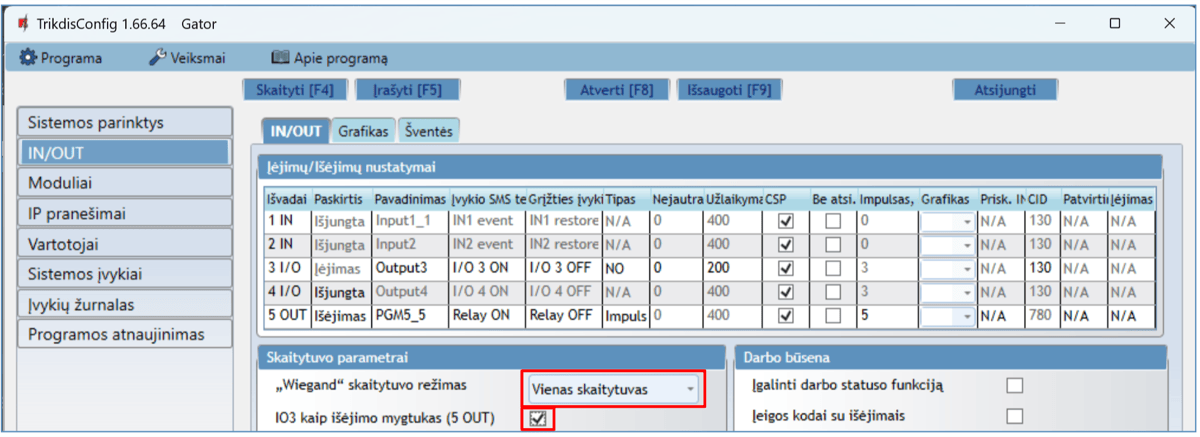 TrikdisConfig 1.66.64 Gator
Programa Veiksmai Apie programą
Skaityti [F4] Įrašyti [F5] Atverti [F8] Išsaugoti [F9] Atsijungti
Sistemos parinktys
IN/OUT
Moduliai
IP pranešimai
Vartotojai
Sistemos įvykiai
Įvykių žurnalas
Programos atnaujinimas
IN/OUT Grafikas Šventės
Įėjimų/Išėjimų nustatymai
Išvadai Paskirtis Pavadinimas Įvykio SMS te Grįžties įvyki Tipas Nejautra Užlaikyma CSP Be atsi. Impulsas, Grafikas Prisk. IN CID Patvirtii Įėjimas
1 IN Išjungta Input1_1 IN1 event IN1 restore N/A 0 400 0 N/A 130 N/A N/A
2 IN Išjungta Input2 IN2 event IN2 restore N/A 0 400 0 N/A 130 N/A N/A
3 I/O Įėjimas Output3 I/O 3 ON I/O 3 OFF NO 0 200 3 N/A 130 N/A N/A
4 I/O Išjungta Output4 I/O 4 ON I/O 4 OFF N/A 0 400 3 N/A 130 N/A N/A
5 OUT Išėjimas PGM5_5 Relay ON Relay OFF Impuls 0 400 5 N/A 780 N/A N/A
Skaitytuvo parametrai
„Wiegand“ skaitytuvo režimas Vienas skaitytuvas
IO3 kaip išėjimo mygtukas (5 OUT)
Darbo būsena
Įgalinti darbo statuso funkciją
Įeigos kodai su išėjimais